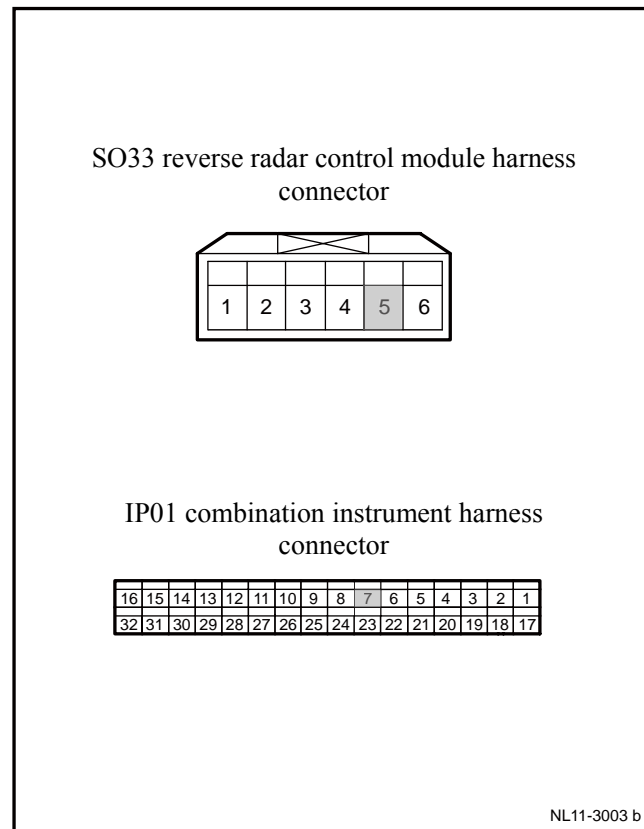 SO33 reverse radar control module harness
connector
1 2 3 4 5 6
IP01 combination instrument harness
connector
16 15 14 13 12 11 10 9 8 7 6 5 4 3 2 1
32 31 30 29 28 27 26 25 24 23 22 21 20 19 18 17
NL11-3003 b